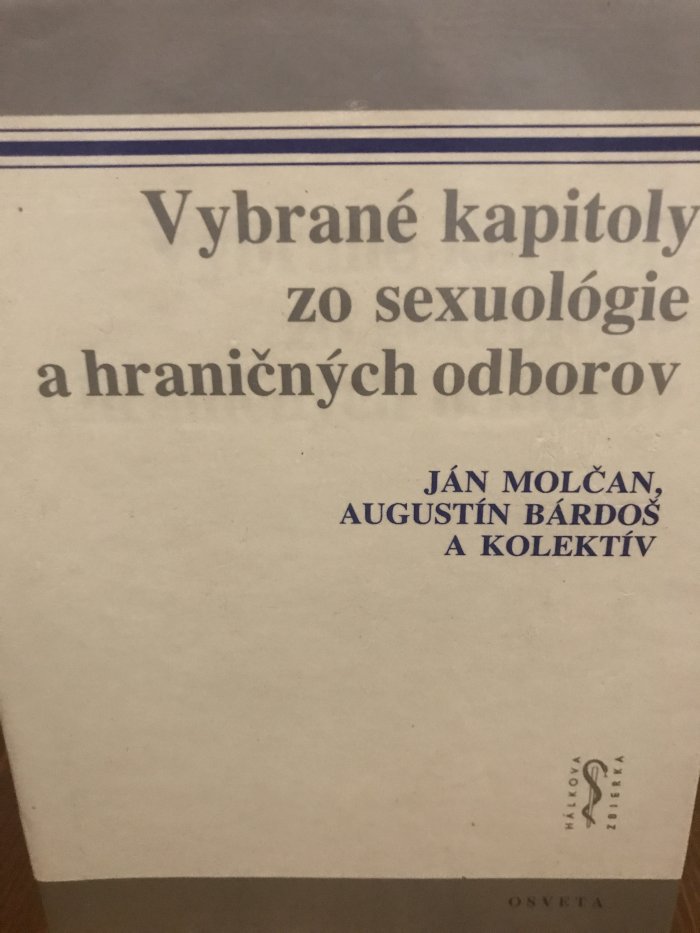 Vybrané kapitoly
zo sexuológie
a hraničných odborov
JÁN MOLČAN,
AUGUSTÍN BÁRDOŠ
A KOLEKTÍV
HÁLKOVA
ZBIERKA
OSVETA